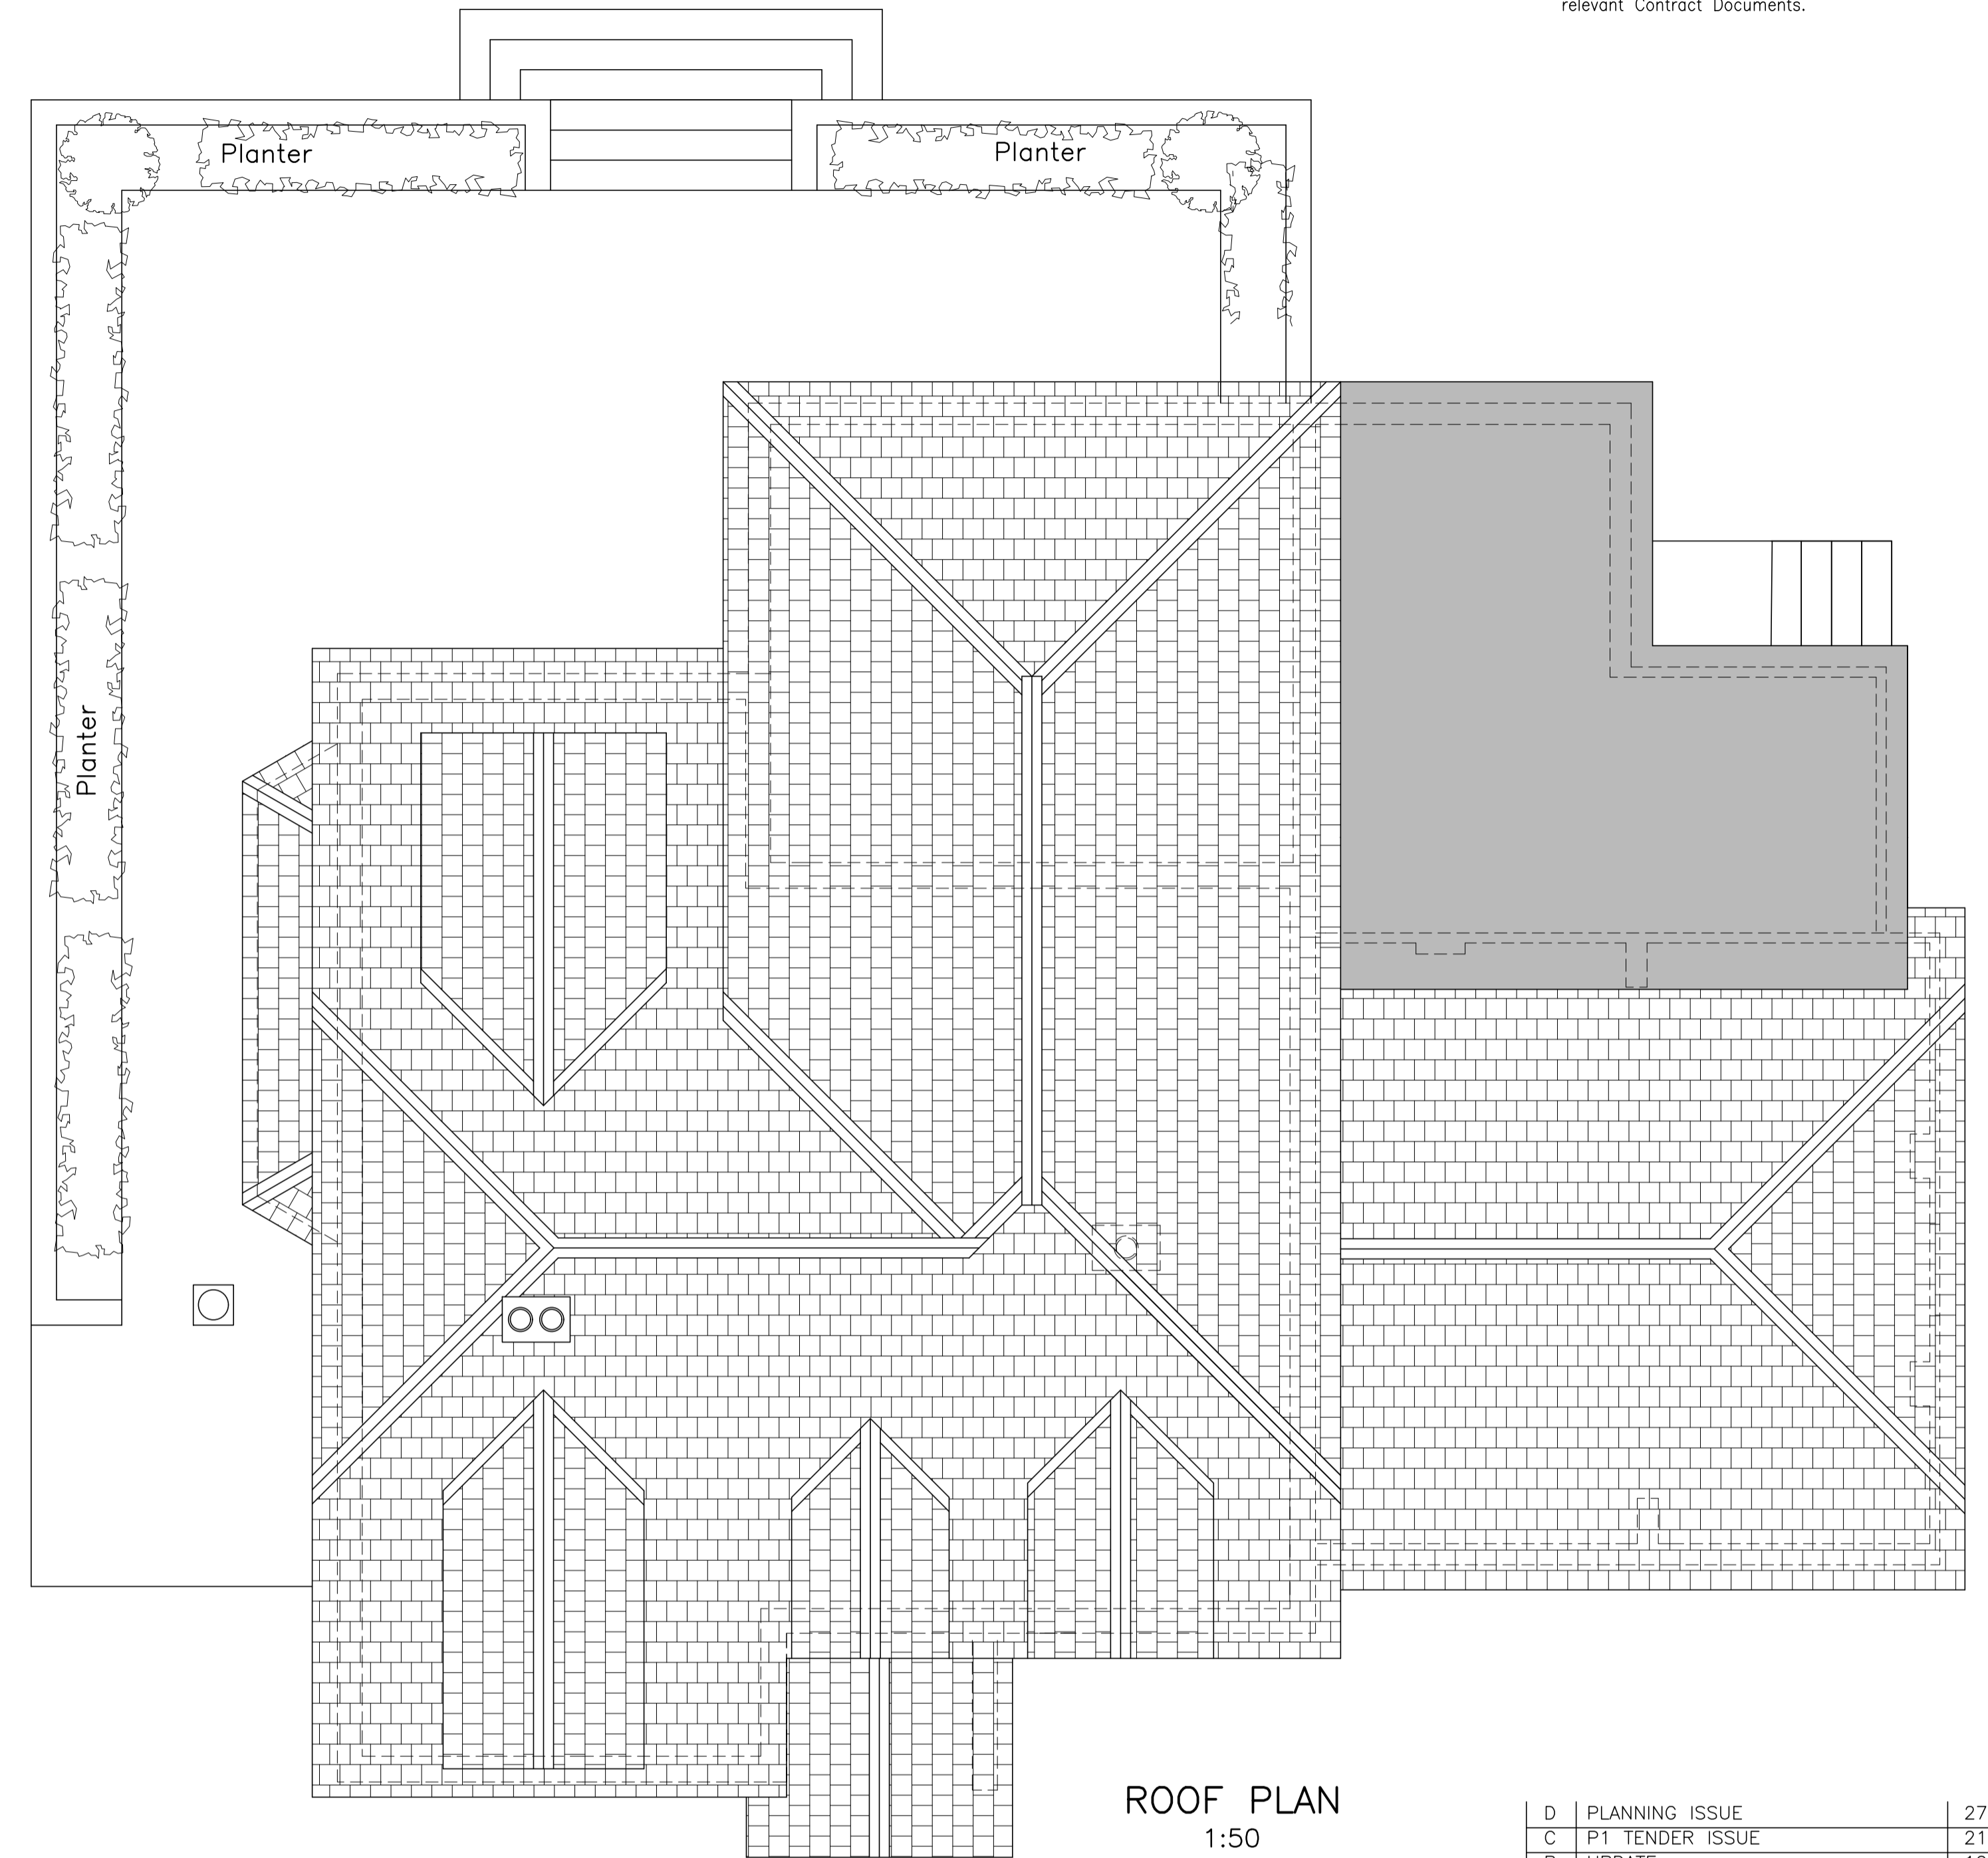 relevant Contract Documents.
Planter
Planter
Planter
ROOF PLAN
1:50
D PLANNING ISSUE 27
C P1 TENDER ISSUE 21